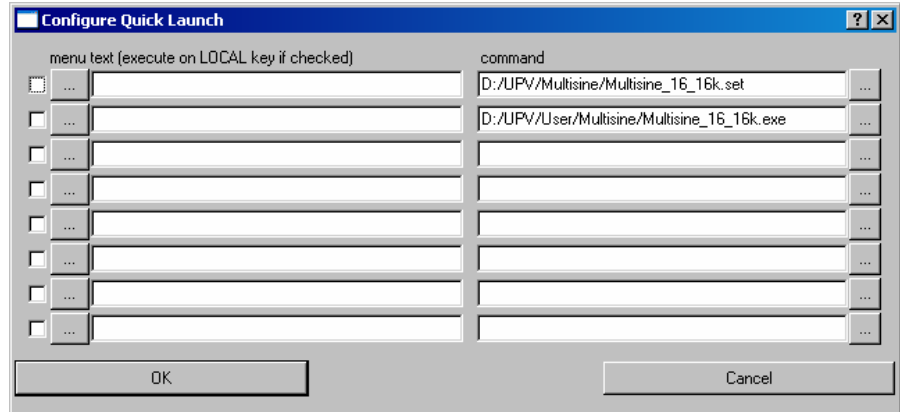 Configure Quick Launch
menu text (execute on LOCAL key if checked) command
... D:/UPV/Multisine/Multisine_16_16k.set ...
... D:/UPV/User/Multisine/Multisine_16_16k.exe ...
... ...
... ...
... ...
... ...
... ...
... ...
OK Cancel